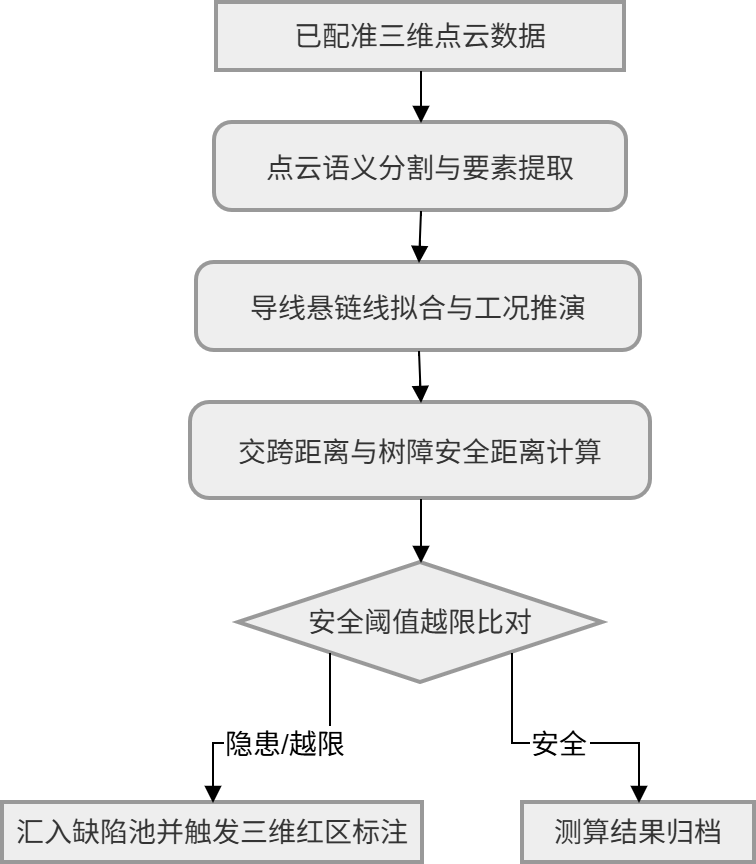 已配准三维点云数据
点云语义分割与要素提取
导线悬链线拟合与工况推演
交跨距离与树障安全距离计算
安全阈值越限比对
隐患/越限
安全
汇入缺陷池并触发三维红区标注
测算结果归档